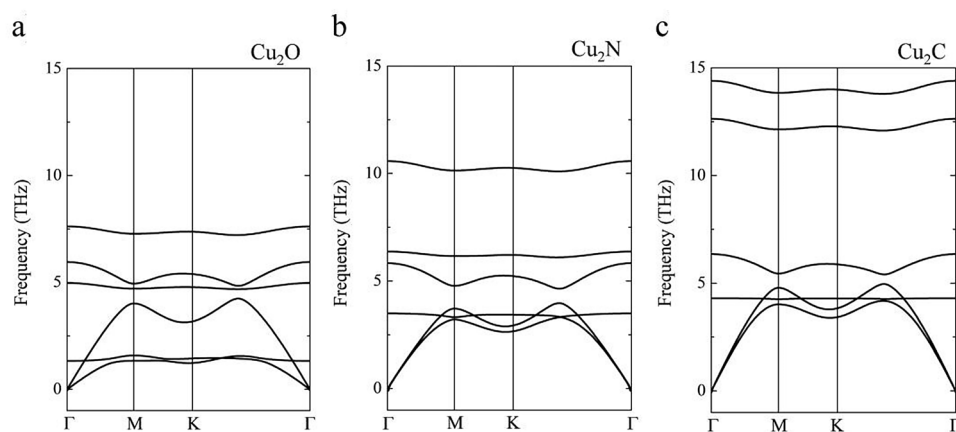 a
Cu₂O
Frequency (THz)
15
10
5
0
Γ M K Γ
b
Cu₂N
Frequency (THz)
15
10
5
0
Γ M K Γ
c
Cu₂C
Frequency (THz)
15
10
5
0
Γ M K Γ